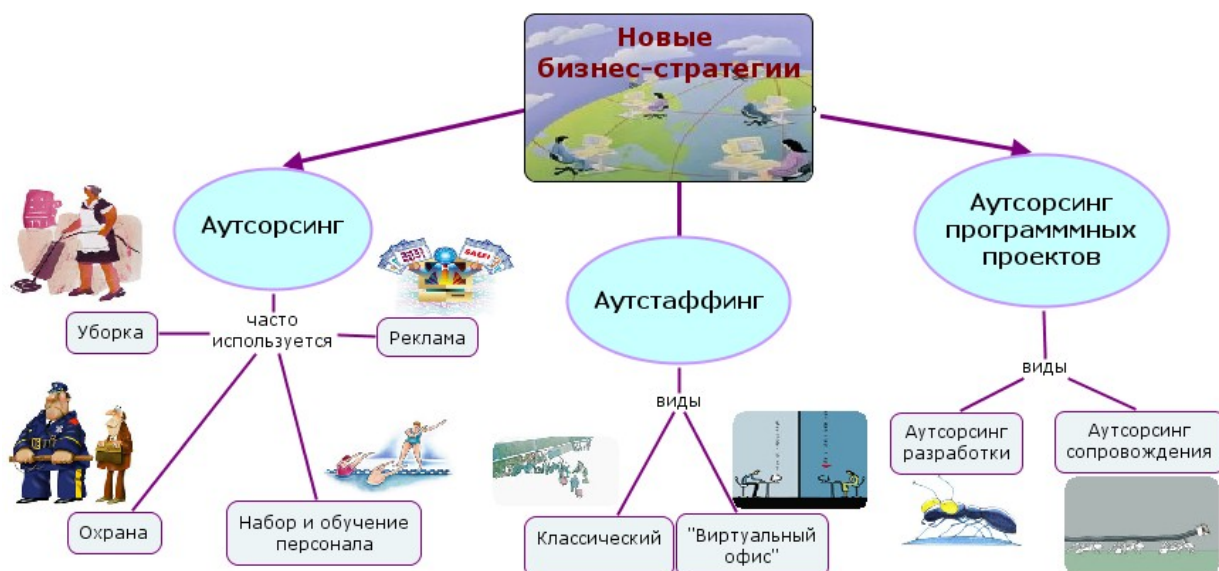 Новые
бизнес-стратегии
Аутсорсинг
часто
используется
Уборка
Реклама
Охрана
Набор и обучение
персонала
Аутстаффинг
виды
Классический
"Виртуальный
офис"
Аутсорсинг
программмных
проектов
виды
Аутсорсинг
разработки
Аутсорсинг
сопровождения
SALE!